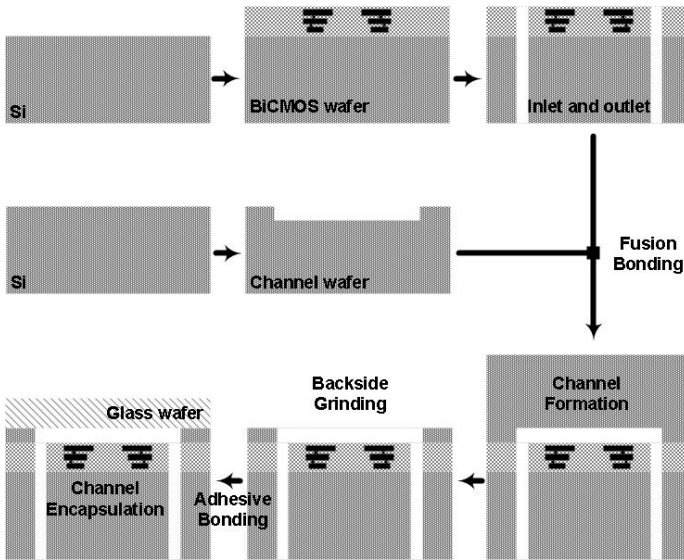 Si
BiCMOS wafer
Inlet and outlet
Si
Channel wafer
Fusion
Bonding
Glass wafer
Channel
Encapsulation
Backside
Grinding
Adhesive
Bonding
Channel
Formation